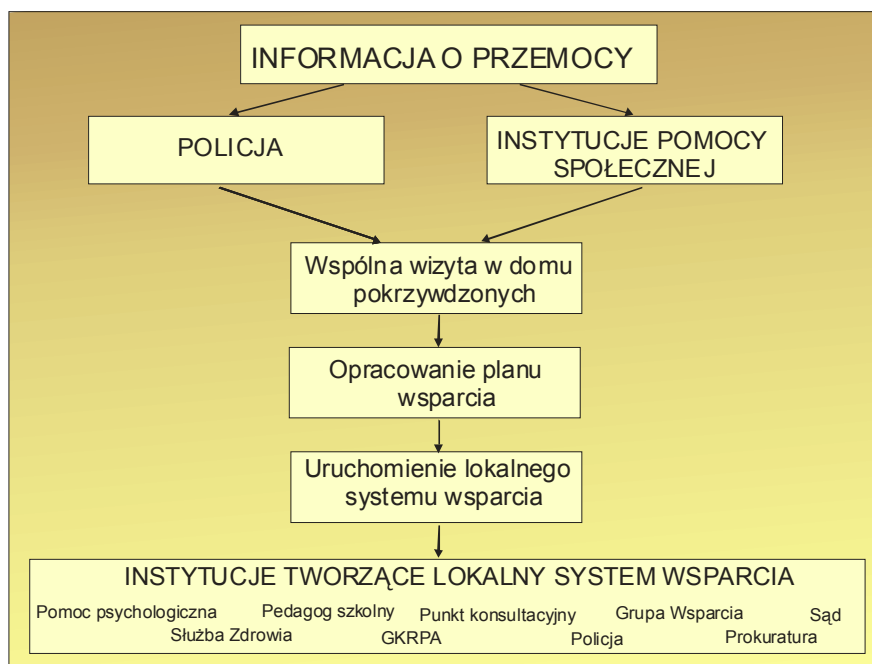 INFORMACJA O PRZEMOCY
POLICJA
INSTYTUCJE POMOCY
SPOŁECZNEJ
Wspólna wizyta w domu
pokrzywdzonych
Opracowanie planu
wsparcia
Uruchomienie lokalnego
systemu wsparcia
INSTYTUCJE TWORZĄCE LOKALNY SYSTEM WSPARCIA
Pomoc psychologiczna Pedagog szkolny Punkt konsultacyjny Grupa Wsparcia Sąd
Służba Zdrowia GKRPA Policja Prokuratura